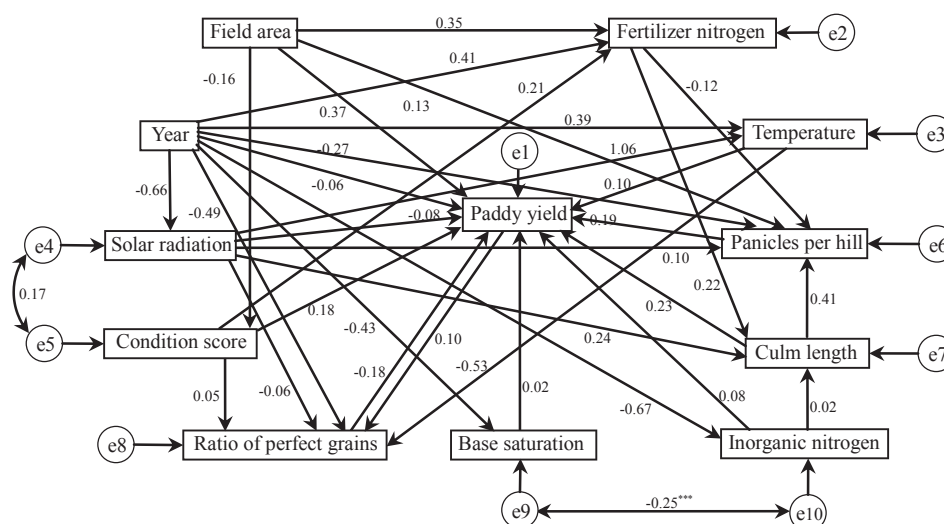 Field area
0.35
Fertilizer nitrogen
e2
0.41
-0.16
0.21
-0.12
0.37
0.13
Year
0.39
Temperature
e3
e1
-0.27
1.06
-0.06
0.10
-0.66
-0.49
Paddy yield
-0.08
0.19
e4
Solar radiation
Panicles per hill
e6
0.10
0.17
0.18
0.23
0.22
0.41
e5
Condition score
-0.43
0.10
0.24
Culm length
e7
-0.18
-0.53
0.05
-0.06
0.02
-0.67
0.08
0.02
e8
Ratio of perfect grains
Base saturation
Inorganic nitrogen
e9
-0.25***
e10